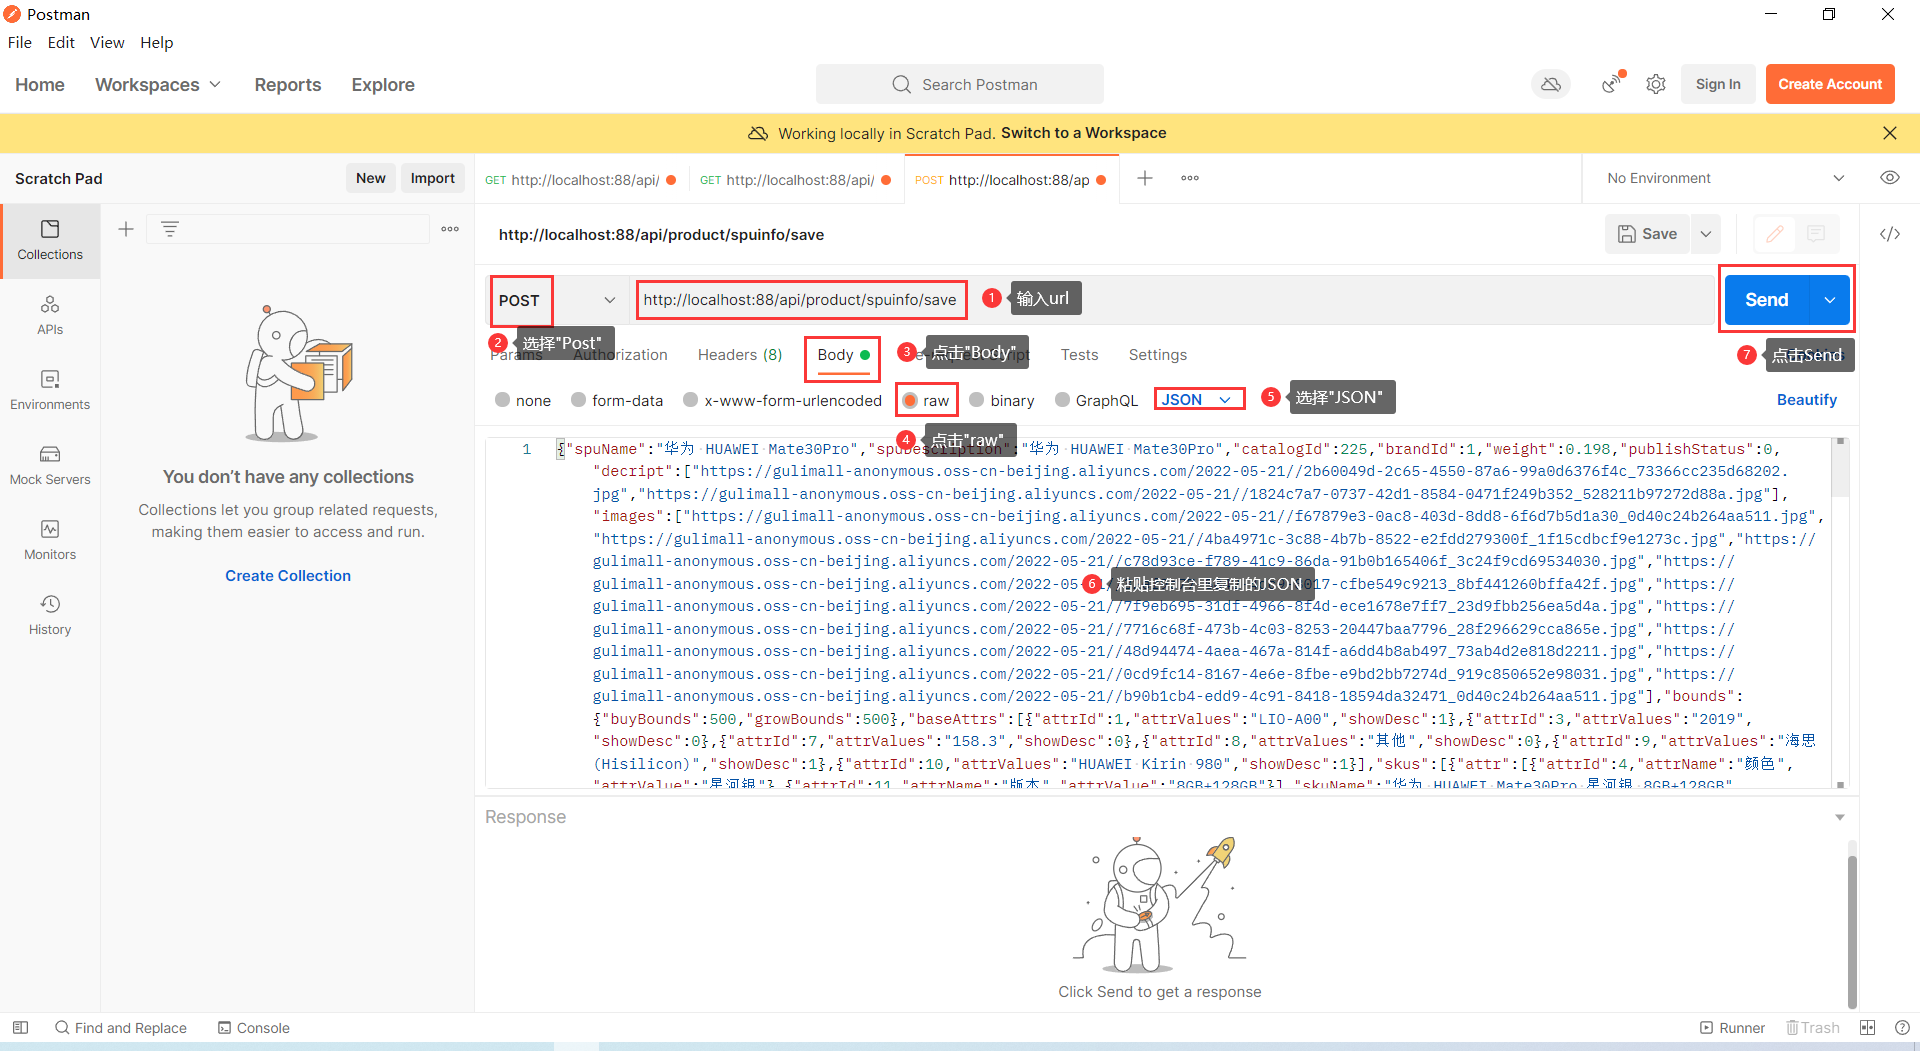 Postman
File Edit View Help
Home Workspaces Reports Explore
Search Postman
Sign In
Create Account
Working locally in Scratch Pad. Switch to a Workspace
Scratch Pad
New Import
GET http://localhost:88/api/
GET http://localhost:88/api/
POST http://localhost:88/ap
No Environment
Collections
APIs
Environments
Mock Servers
Monitors
History
You don't have any collections
Collections let you group related requests,
making them easier to access and run.
Create Collection
http://localhost:88/api/product/spuinfo/save
Save
POST
http://localhost:88/api/product/spuinfo/save
1 输入url
Send
2 选择"Post"
Params Authorization Headers (8) Body
3 点击"Body"
Tests Settings
7 点击Send
none form-data x-www-form-urlencoded raw binary GraphQL JSON
5 选择"JSON"
Beautify
4 点击"raw"
1 {"spuName":"华为 HUAWEI Mate30Pro","spuDescription":"华为 HUAWEI Mate30Pro","catalogId":225,"brandId":1,"weight":0.198,"publishStatus":0,
"decript":["https://gulimall-anonymous.oss-cn-beijing.aliyuncs.com/2022-05-21//2b60049d-2c65-4550-87a6-99a0d6376f4c_73366cc235d68202.
jpg","https://gulimall-anonymous.oss-cn-beijing.aliyuncs.com/2022-05-21//1824c7a7-0737-42d1-8584-0471f249b352_528211b97272d88a.jpg"],
"images":["https://gulimall-anonymous.oss-cn-beijing.aliyuncs.com/2022-05-21//f67879e3-0ac8-403d-8dd8-6f6d7b5d1a30_0d40c24b264aa511.jpg",
"https://gulimall-anonymous.oss-cn-beijing.aliyuncs.com/2022-05-21//4ba4971c-3c88-4b7b-8522-e2fdd279300f_1f15cdbcf9e1273c.jpg","https://
gulimall-anonymous.oss-cn-beijing.aliyuncs.com/2022-05-21//c78d93ce-f789-41c9-86da-91b0b165406f_3c24f9cd69534030.jpg","https://
gulimall-anonymous.oss-cn-beijing.aliyuncs.com/2022-05-21//
6 粘贴控制台里复制的JSON
017-cfbe549c9213_8bf441260bffa42f.jpg","https://
gulimall-anonymous.oss-cn-beijing.aliyuncs.com/2022-05-21//7f9eb695-31df-4966-8f4d-ece1678e7ff7_23d9fbb256ea5d4a.jpg","https://
gulimall-anonymous.oss-cn-beijing.aliyuncs.com/2022-05-21//7716c68f-473b-4c03-8253-20447baa7796_28f296629cca865e.jpg","https://
gulimall-anonymous.oss-cn-beijing.aliyuncs.com/2022-05-21//48d94474-4aea-467a-814f-a6dd4b8ab497_73ab4d2e818d2211.jpg","https://
gulimall-anonymous.oss-cn-beijing.aliyuncs.com/2022-05-21//0cd9fc14-8167-4e6e-8fbe-e9bd2bb7274d_919c850652e98031.jpg","https://
gulimall-anonymous.oss-cn-beijing.aliyuncs.com/2022-05-21//b90b1cb4-edd9-4c91-8418-18594da32471_0d40c24b264aa511.jpg"],"bounds":
{"buyBounds":500,"growBounds":500},"baseAttrs":[{"attrId":1,"attrValues":"LIO-A00","showDesc":1},{"attrId":3,"attrValues":"2019",
"showDesc":0},{"attrId":7,"attrValues":"158.3","showDesc":0},{"attrId":8,"attrValues":"其他","showDesc":0},{"attrId":9,"attrValues":"海思
(Hisilicon)","showDesc":1},{"attrId":10,"attrValues":"HUAWEI Kirin 980","showDesc":1}],"skus":[{"attr":[{"attrId":4,"attrName":"颜色",
"attrValue":"星河银"},{"attrId":11,"attrName":"版本","attrValue":"8GB+128GB"}],"skuName":"华为 HUAWEI Mate30Pro 星河银 8GB+128GB"
Response
Click Send to get a response
Find and Replace Console
Runner Trash